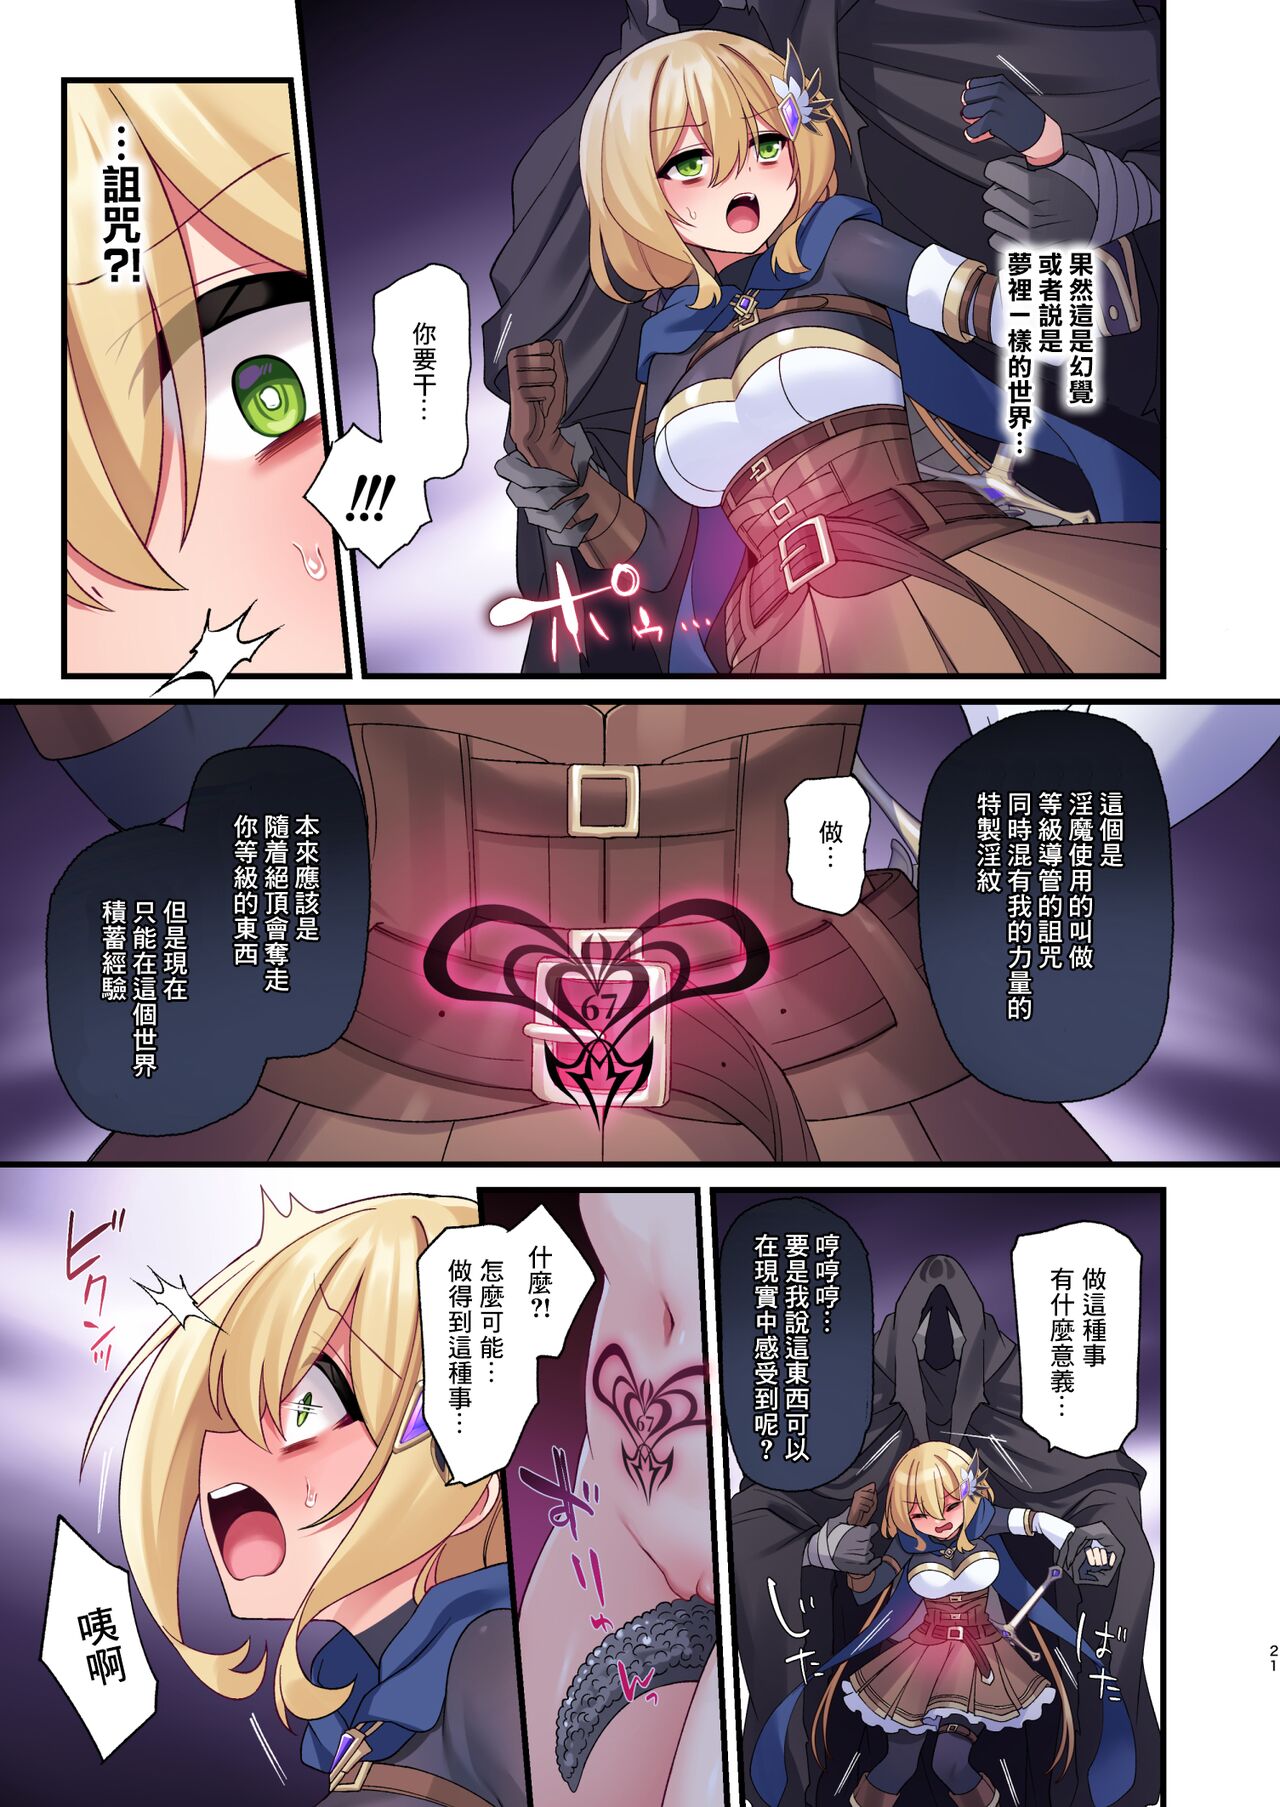 果然這是幻覺
或者說是
夢裡一樣的世界…
你要干…
!!!
ポゥ…
…詛咒?!
這個是
淫魔使用的叫做
等級導管的詛咒
同時混有我的力量的
特製淫紋
做…
67
本來應該是
隨着絕頂會奪走
你等級的東西
但是現在
只能在這個世界
積蓄經驗
做這種事
有什麼意義…
哼哼哼…
要是我說這東西可以
在現實中感受到呢?
じた
ばた
什麼?!
怎麼可能…
做得到這種事…
67
ビクンッ
咦啊
21